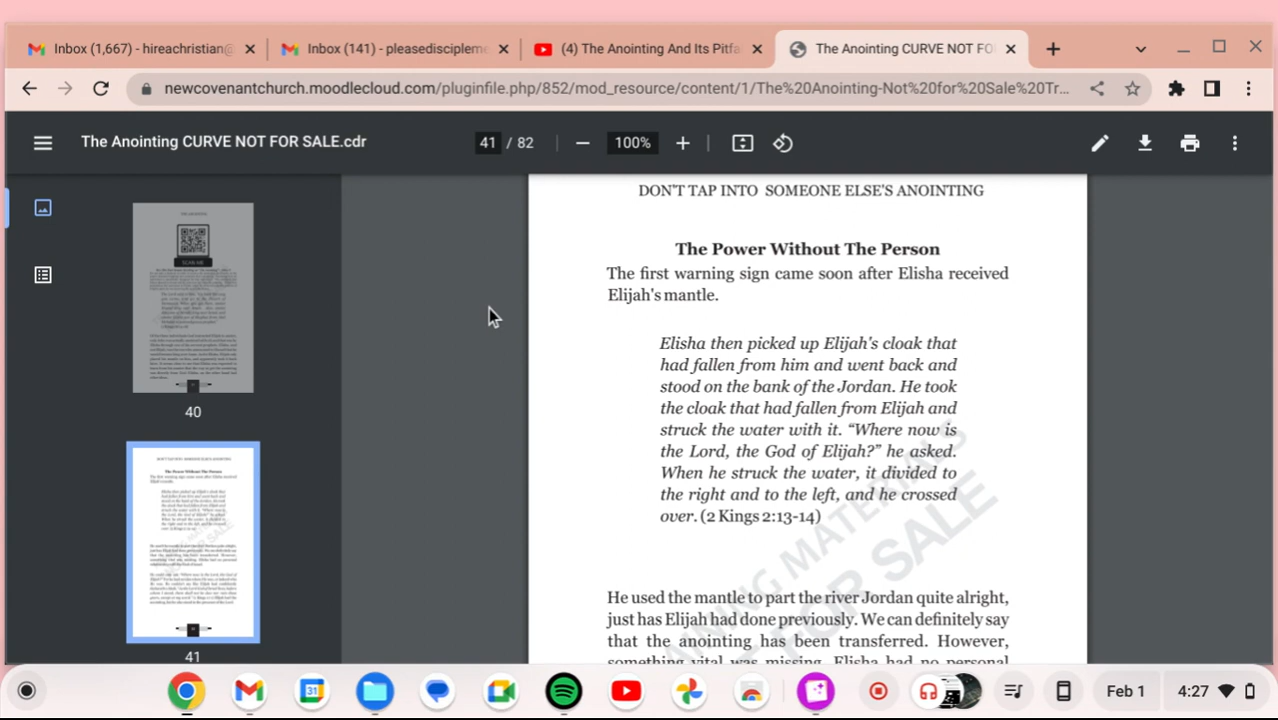 Inbox (1,667) - hireachristian@
Inbox (141) - pleasediscipleme
(4) The Anointing And Its Pitfa
The Anointing CURVE NOT FO
newcovenantchurch.moodlecloud.com/pluginfile.php/852/mod_resource/content/1/The%20Anointing-Not%20for%20Sale%20Tr...
The Anointing CURVE NOT FOR SALE.cdr
41 / 82
100%
SCAN ME
40
41
DON'T TAP INTO SOMEONE ELSE'S ANOINTING
The Power Without The Person
The first warning sign came soon after Elisha received
Elijah's mantle.
Elisha then picked up Elijah's cloak that
had fallen from him and went back and
stood on the bank of the Jordan. He took
the cloak that had fallen from Elijah and
struck the water with it. “Where now is
the Lord, the God of Elijah?” he asked.
When he struck the water, it divided to
the right and to the left, and he crossed
over. (2 Kings 2:13-14)
He used the mantle to part the river Jordan quite alright,
just has Elijah had done previously. We can definitely say
that the anointing has been transferred. However,
something vital was missing. Elisha had no personal
AINING MATERIALS
FOR SALE
31
Feb 1
4:27